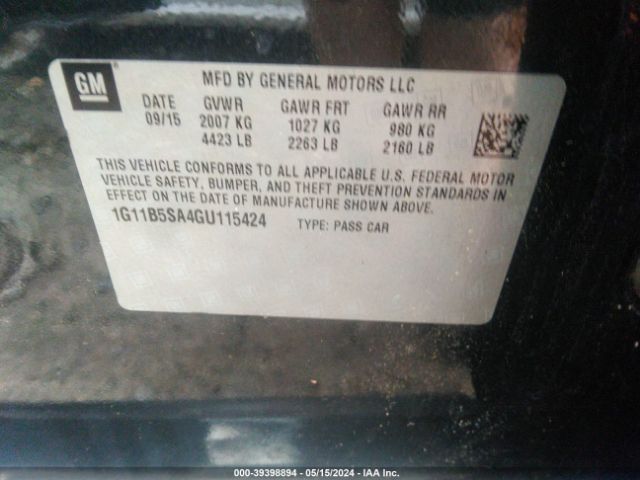 GM
MFD BY GENERAL MOTORS LLC
DATE GVWR GAWR FRT GAWR RR
09/15 2007 KG 1027 KG 980 KG
4423 LB 2263 LB 2160 LB
THIS VEHICLE CONFORMS TO ALL APPLICABLE U.S. FEDERAL MOTOR
VEHICLE SAFETY, BUMPER, AND THEFT PREVENTION STANDARDS IN
EFFECT ON THE DATE OF MANUFACTURE SHOWN ABOVE.
1G11B5SA4GU115424 TYPE: PASS CAR
000-39398894 - 05/15/2024 - IAA Inc.